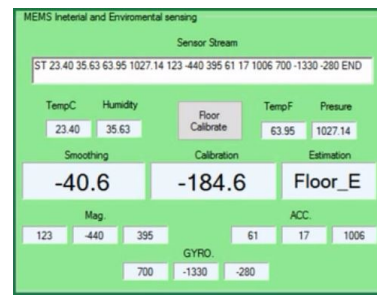 MEMS Ineterial and Enviromental sensing
Sensor Stream
ST 23.40 35.63 63.95 1027.14 123 -440 395 61 17 1006 700 -1330 -280 END
TempC Humidity Floor Calibrate TempF Presure
23.40 35.63 63.95 1027.14
Smoothing Calibration Estimation
-40.6 -184.6 Floor_E
Mag. ACC.
123 -440 395 61 17 1006
GYRO.
700 -1330 -280